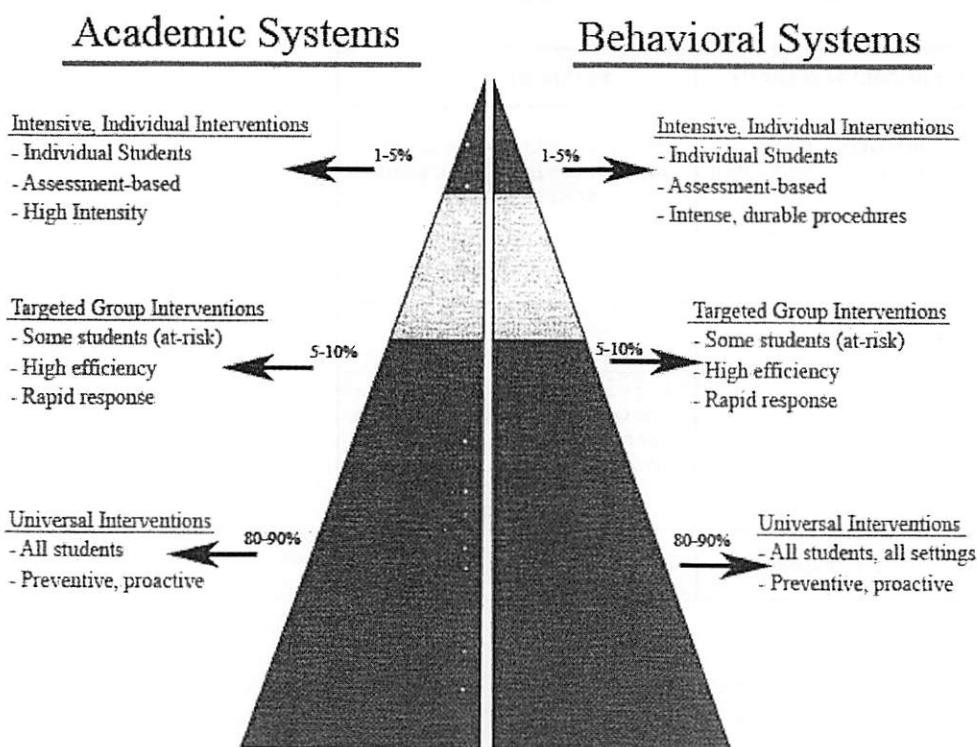 Academic Systems
Intensive, Individual Interventions
- Individual Students
- Assessment-based
- High Intensity
1-5%
Targeted Group Interventions
- Some students (at-risk)
- High efficiency
- Rapid response
5-10%
Universal Interventions
- All students
- Preventive, proactive
80-90%
Behavioral Systems
1-5%
Intensive, Individual Interventions
- Individual Students
- Assessment-based
- Intense, durable procedures
5-10%
Targeted Group Interventions
- Some students (at-risk)
- High efficiency
- Rapid response
80-90%
Universal Interventions
- All students, all settings
- Preventive, proactive